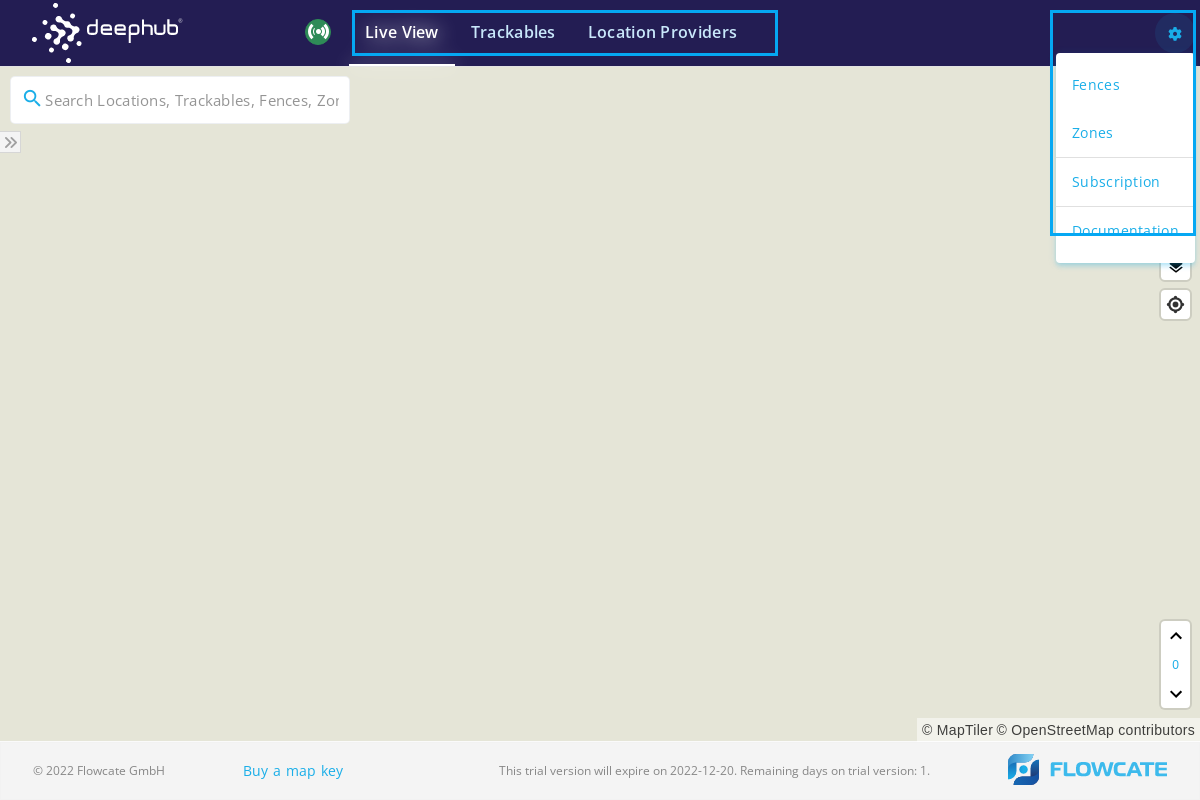 deephub®
Live View
Trackables
Location Providers
Search Locations, Trackables, Fences, Zor
Fences
Zones
Subscription
Documentation
0
© MapTiler © OpenStreetMap contributors
© 2022 Flowcate GmbH
Buy a map key
This trial version will expire on 2022-12-20. Remaining days on trial version: 1.
FLOWCATE